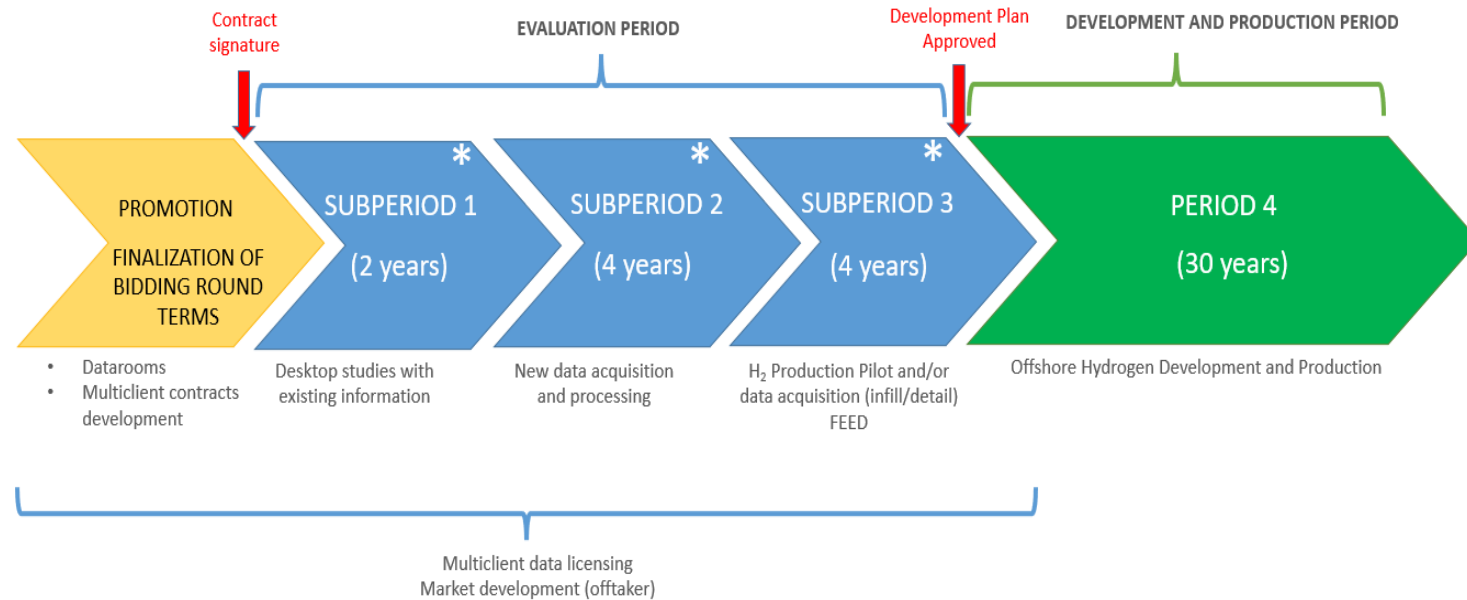 Contract
signature
EVALUATION PERIOD
Development Plan
Approved
DEVELOPMENT AND PRODUCTION PERIOD
PROMOTION
FINALIZATION OF
BIDDING ROUND
TERMS
*
SUBPERIOD 1
(2 years)
*
SUBPERIOD 2
(4 years)
*
SUBPERIOD 3
(4 years)
PERIOD 4
(30 years)
• Datarooms
• Multiclient contracts
development
Desktop studies with
existing information
New data acquisition
and processing
H₂ Production Pilot and/or
data acquisition (infill/detail)
FEED
Offshore Hydrogen Development and Production
Multiclient data licensing
Market development (offtaker)